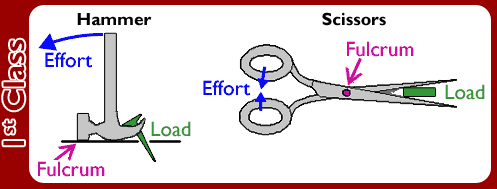 1st Class
Hammer
Effort
Load
Fulcrum
Scissors
Fulcrum
Effort
Load